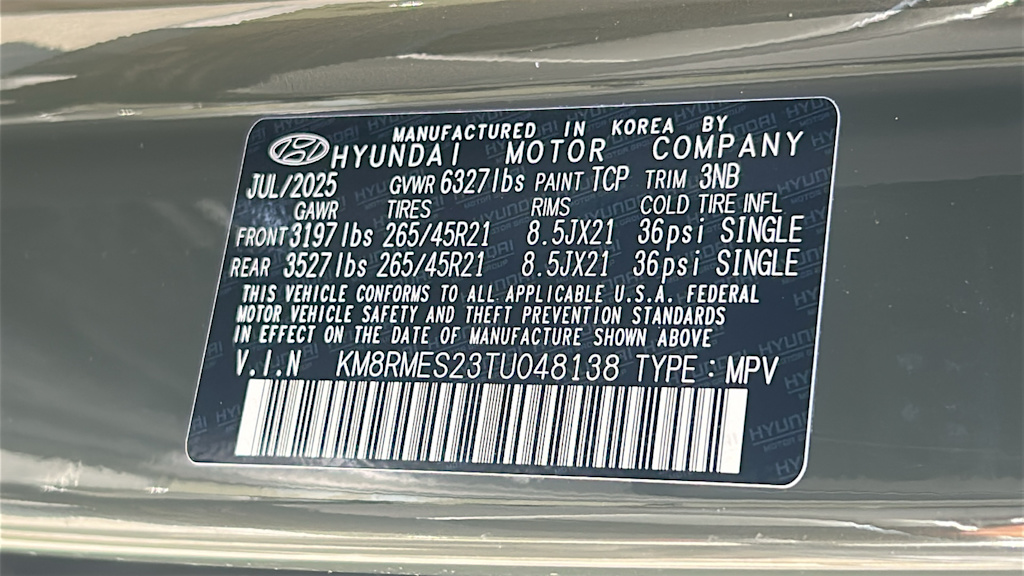 MANUFACTURED IN KOREA BY
HYUNDAI MOTOR COMPANY
JUL/2025 GVWR 6327lbs PAINT TCP TRIM 3NB
GAWR TIRES RIMS COLD TIRE INFL
FRONT 3197lbs 265/45R21 8.5JX21 36psi SINGLE
REAR 3527lbs 265/45R21 8.5JX21 36psi SINGLE
THIS VEHICLE CONFORMS TO ALL APPLICABLE U.S.A. FEDERAL
MOTOR VEHICLE SAFETY AND THEFT PREVENTION STANDARDS
IN EFFECT ON THE DATE OF MANUFACTURE SHOWN ABOVE
V.I.N KM8RMES23TU048138 TYPE : MPV